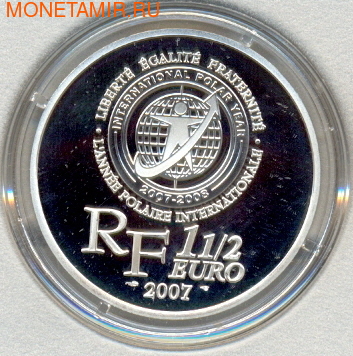 MONETAMIR.RU
LIBERTÉ ÉGALITÉ FRATERNITÉ
L'ANNÉE POLAIRE INTERNATIONALE
INTERNATIONAL POLAR YEAR
2007-2008
RF 1 1/2
EURO
2007